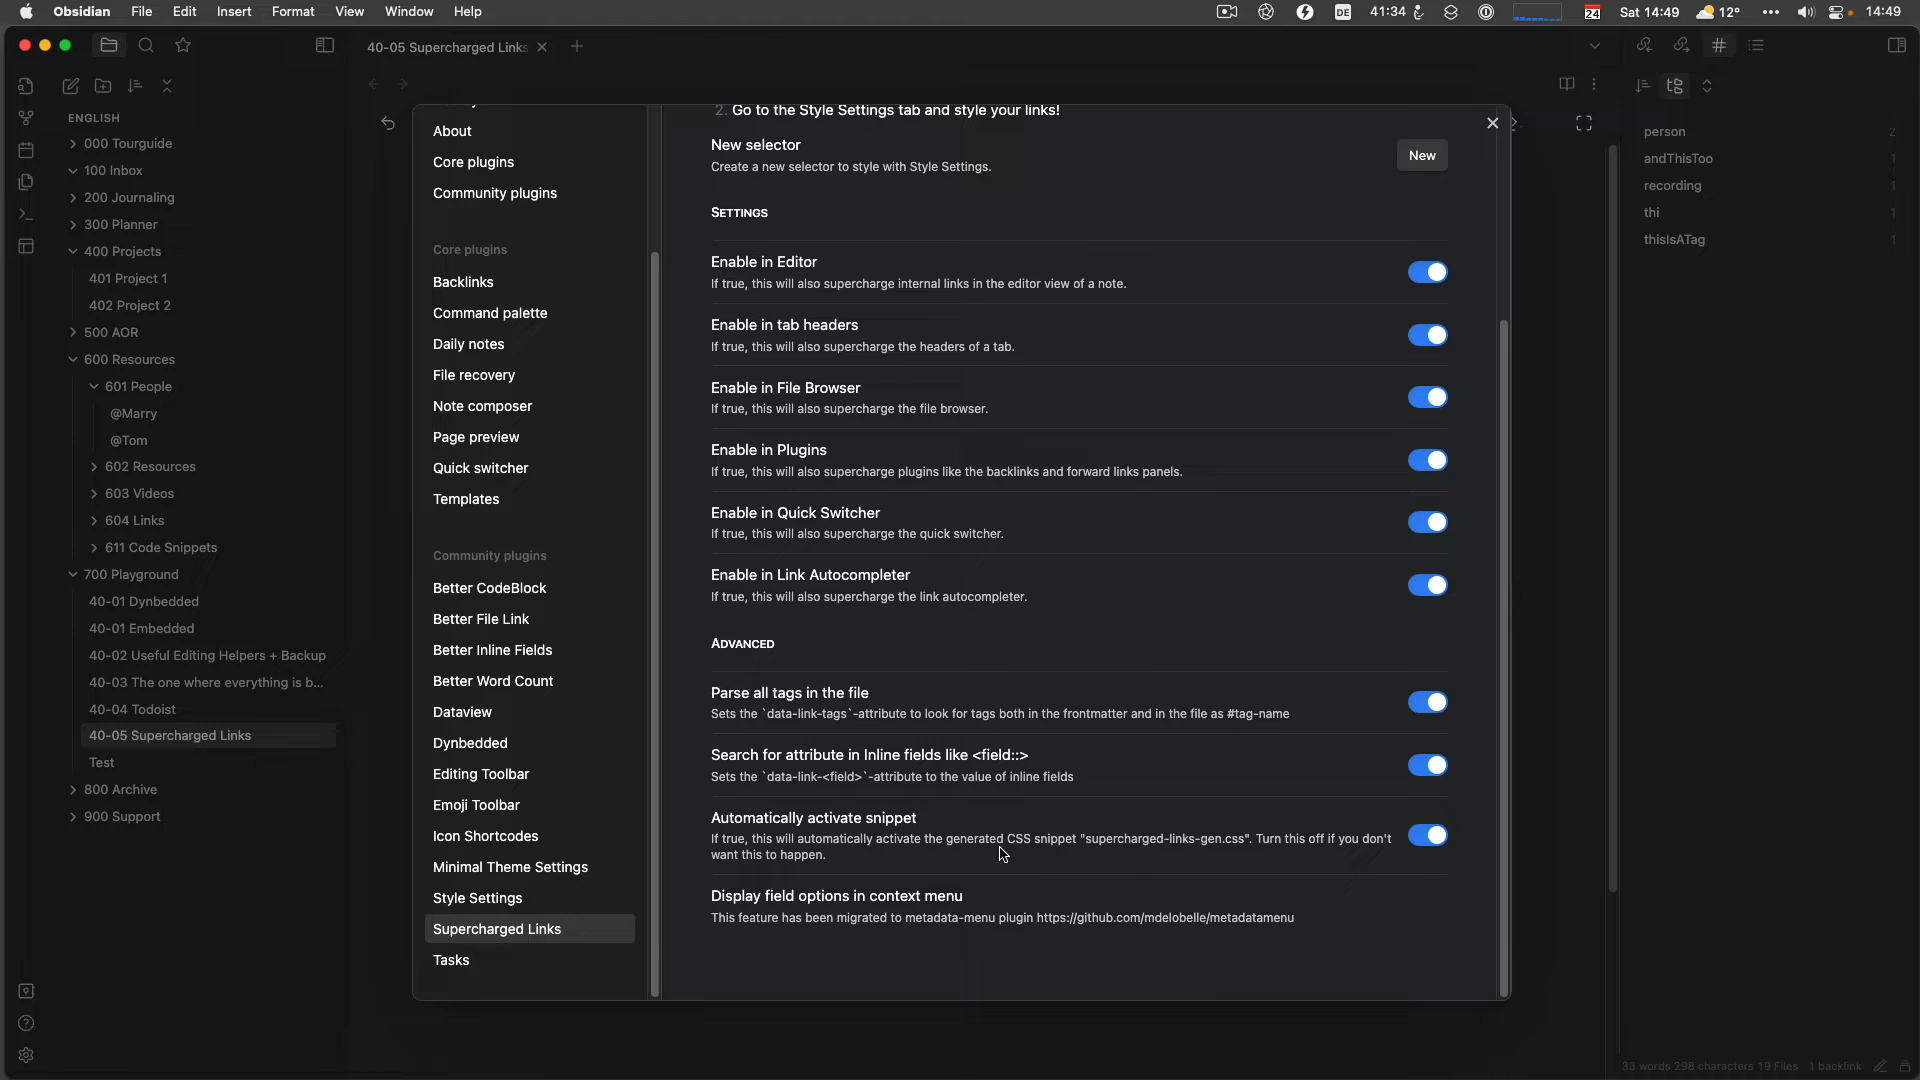 Obsidian File Edit Insert Format View Window Help
DE 41:34 24 Sat 14:49 12° 14:49
40-05 Supercharged Links
ENGLISH
000 Tourguide
100 Inbox
200 Journaling
300 Planner
400 Projects
401 Project 1
402 Project 2
500 AOR
600 Resources
601 People
@Marry
@Tom
602 Resources
603 Videos
604 Links
611 Code Snippets
700 Playground
40-01 Dynbedded
40-01 Embedded
40-02 Useful Editing Helpers + Backup
40-03 The one where everything is b...
40-04 Todoist
40-05 Supercharged Links
Test
800 Archive
900 Support
About
Core plugins
Community plugins
Core plugins
Backlinks
Command palette
Daily notes
File recovery
Note composer
Page preview
Quick switcher
Templates
Community plugins
Better CodeBlock
Better File Link
Better Inline Fields
Better Word Count
Dataview
Dynbedded
Editing Toolbar
Emoji Toolbar
Icon Shortcodes
Minimal Theme Settings
Style Settings
Supercharged Links
Tasks
2. Go to the Style Settings tab and style your links!
New selector
Create a new selector to style with Style Settings.
New
SETTINGS
Enable in Editor
If true, this will also supercharge internal links in the editor view of a note.
Enable in tab headers
If true, this will also supercharge the headers of a tab.
Enable in File Browser
If true, this will also supercharge the file browser.
Enable in Plugins
If true, this will also supercharge plugins like the backlinks and forward links panels.
Enable in Quick Switcher
If true, this will also supercharge the quick switcher.
Enable in Link Autocompleter
If true, this will also supercharge the link autocompleter.
ADVANCED
Parse all tags in the file
Sets the `data-link-tags`-attribute to look for tags both in the frontmatter and in the file as #tag-name
Search for attribute in Inline fields like <field::>
Sets the `data-link-<field>`-attribute to the value of inline fields
Automatically activate snippet
If true, this will automatically activate the generated CSS snippet "supercharged-links-gen.css". Turn this off if you don't
want this to happen.
Display field options in context menu
This feature has been migrated to metadata-menu plugin https://github.com/mdelobelle/metadatamenu
person 2
andThisToo 1
recording 1
thi 1
thisIsATag 1
33 words 298 characters 19 Files 1 backlink